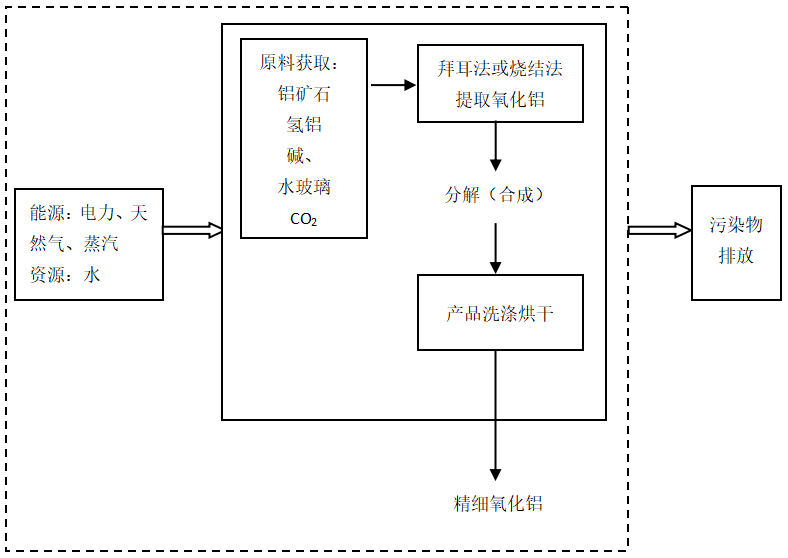 原料获取：
铝矿石
氢铝
碱、
水玻璃
CO₂
拜耳法或烧结法
提取氧化铝
分解（合成）
能源：电力、天
然气、蒸汽
资源：水
污染物
排放
产品洗涤烘干
精细氧化铝